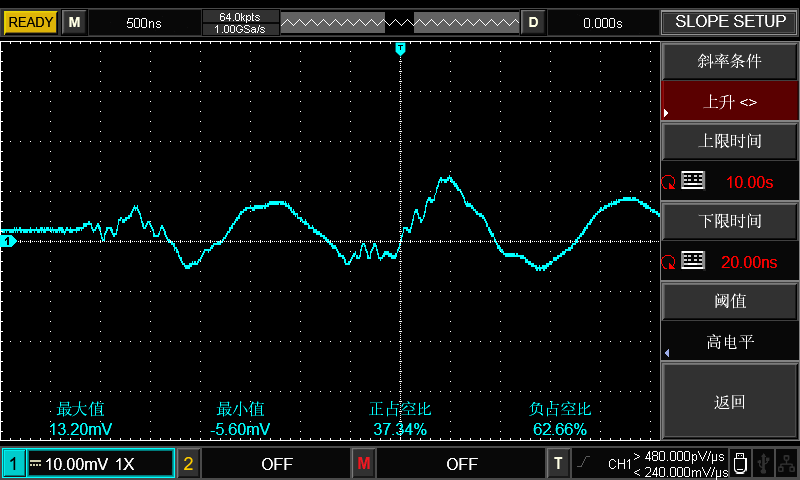 READY M 500ns 64.0kpts 1.00GSa/s D 0.000s SLOPE SETUP
T
斜率条件
上升 <>
上限时间
10.00s
1
下限时间
20.00ns
阈值
高电平
最大值 最小值 正占空比 负占空比
13.20mV -5.60mV 37.34% 62.66%
返回
1 10.00mV 1X 2 OFF M OFF T CH1 > 480.000pV/µs
< 240.000mV/µs